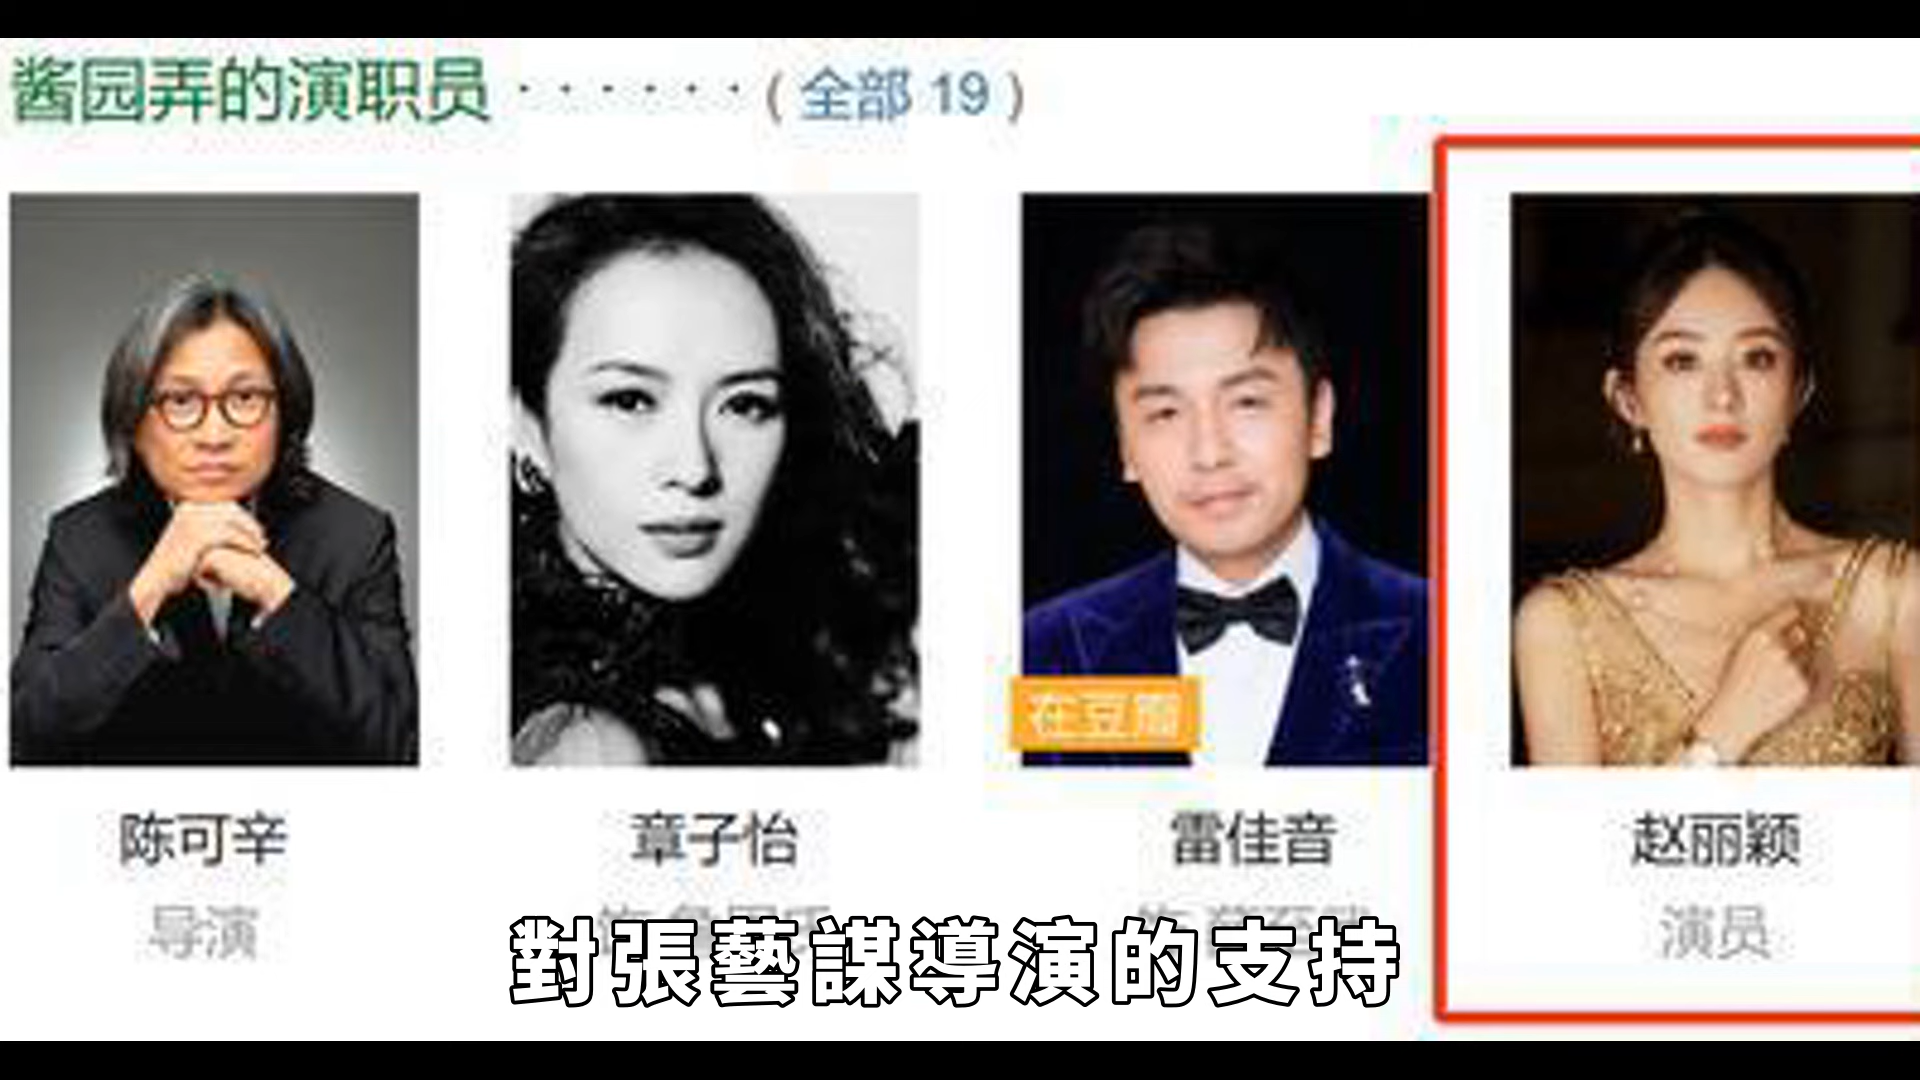 酱园弄的演职员 · · · · · · ( 全部 19 )
在豆瓣
陈可辛
章子怡
雷佳音
赵丽颖
导演
演员
對張藝謀導演的支持